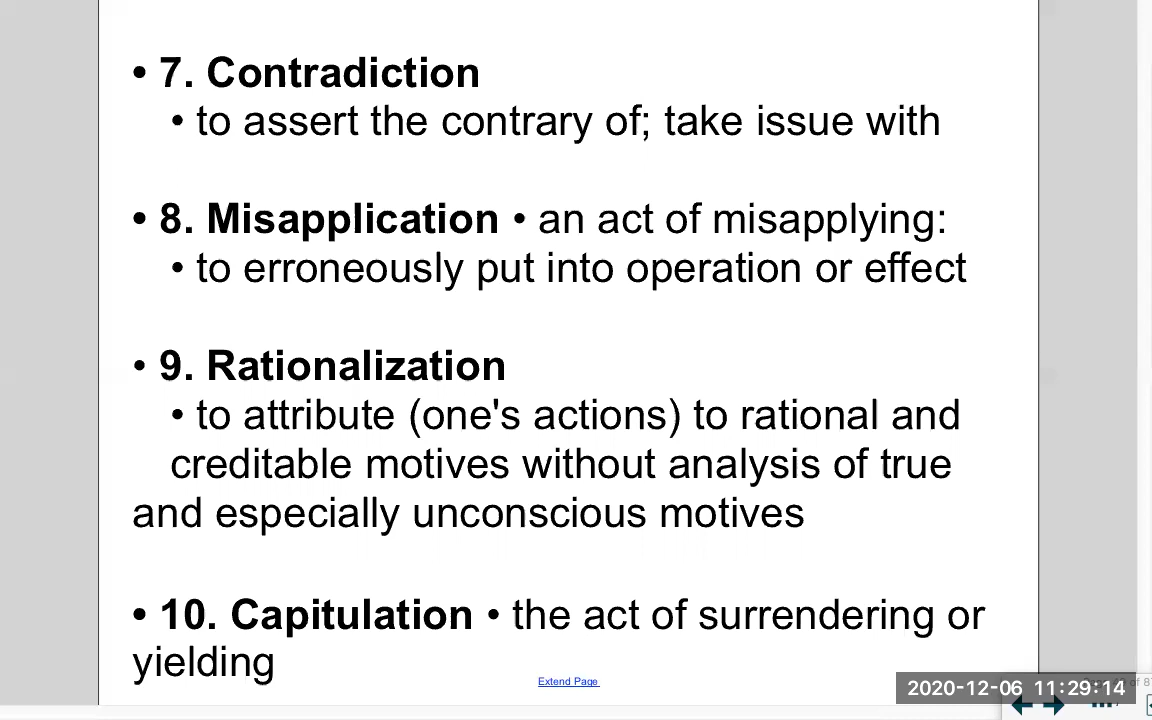 • 7. Contradiction
• to assert the contrary of; take issue with
• 8. Misapplication • an act of misapplying:
• to erroneously put into operation or effect
• 9. Rationalization
• to attribute (one's actions) to rational and
creditable motives without analysis of true
and especially unconscious motives
• 10. Capitulation • the act of surrendering or
yielding
Extend Page
2020-12-06 11:29:14